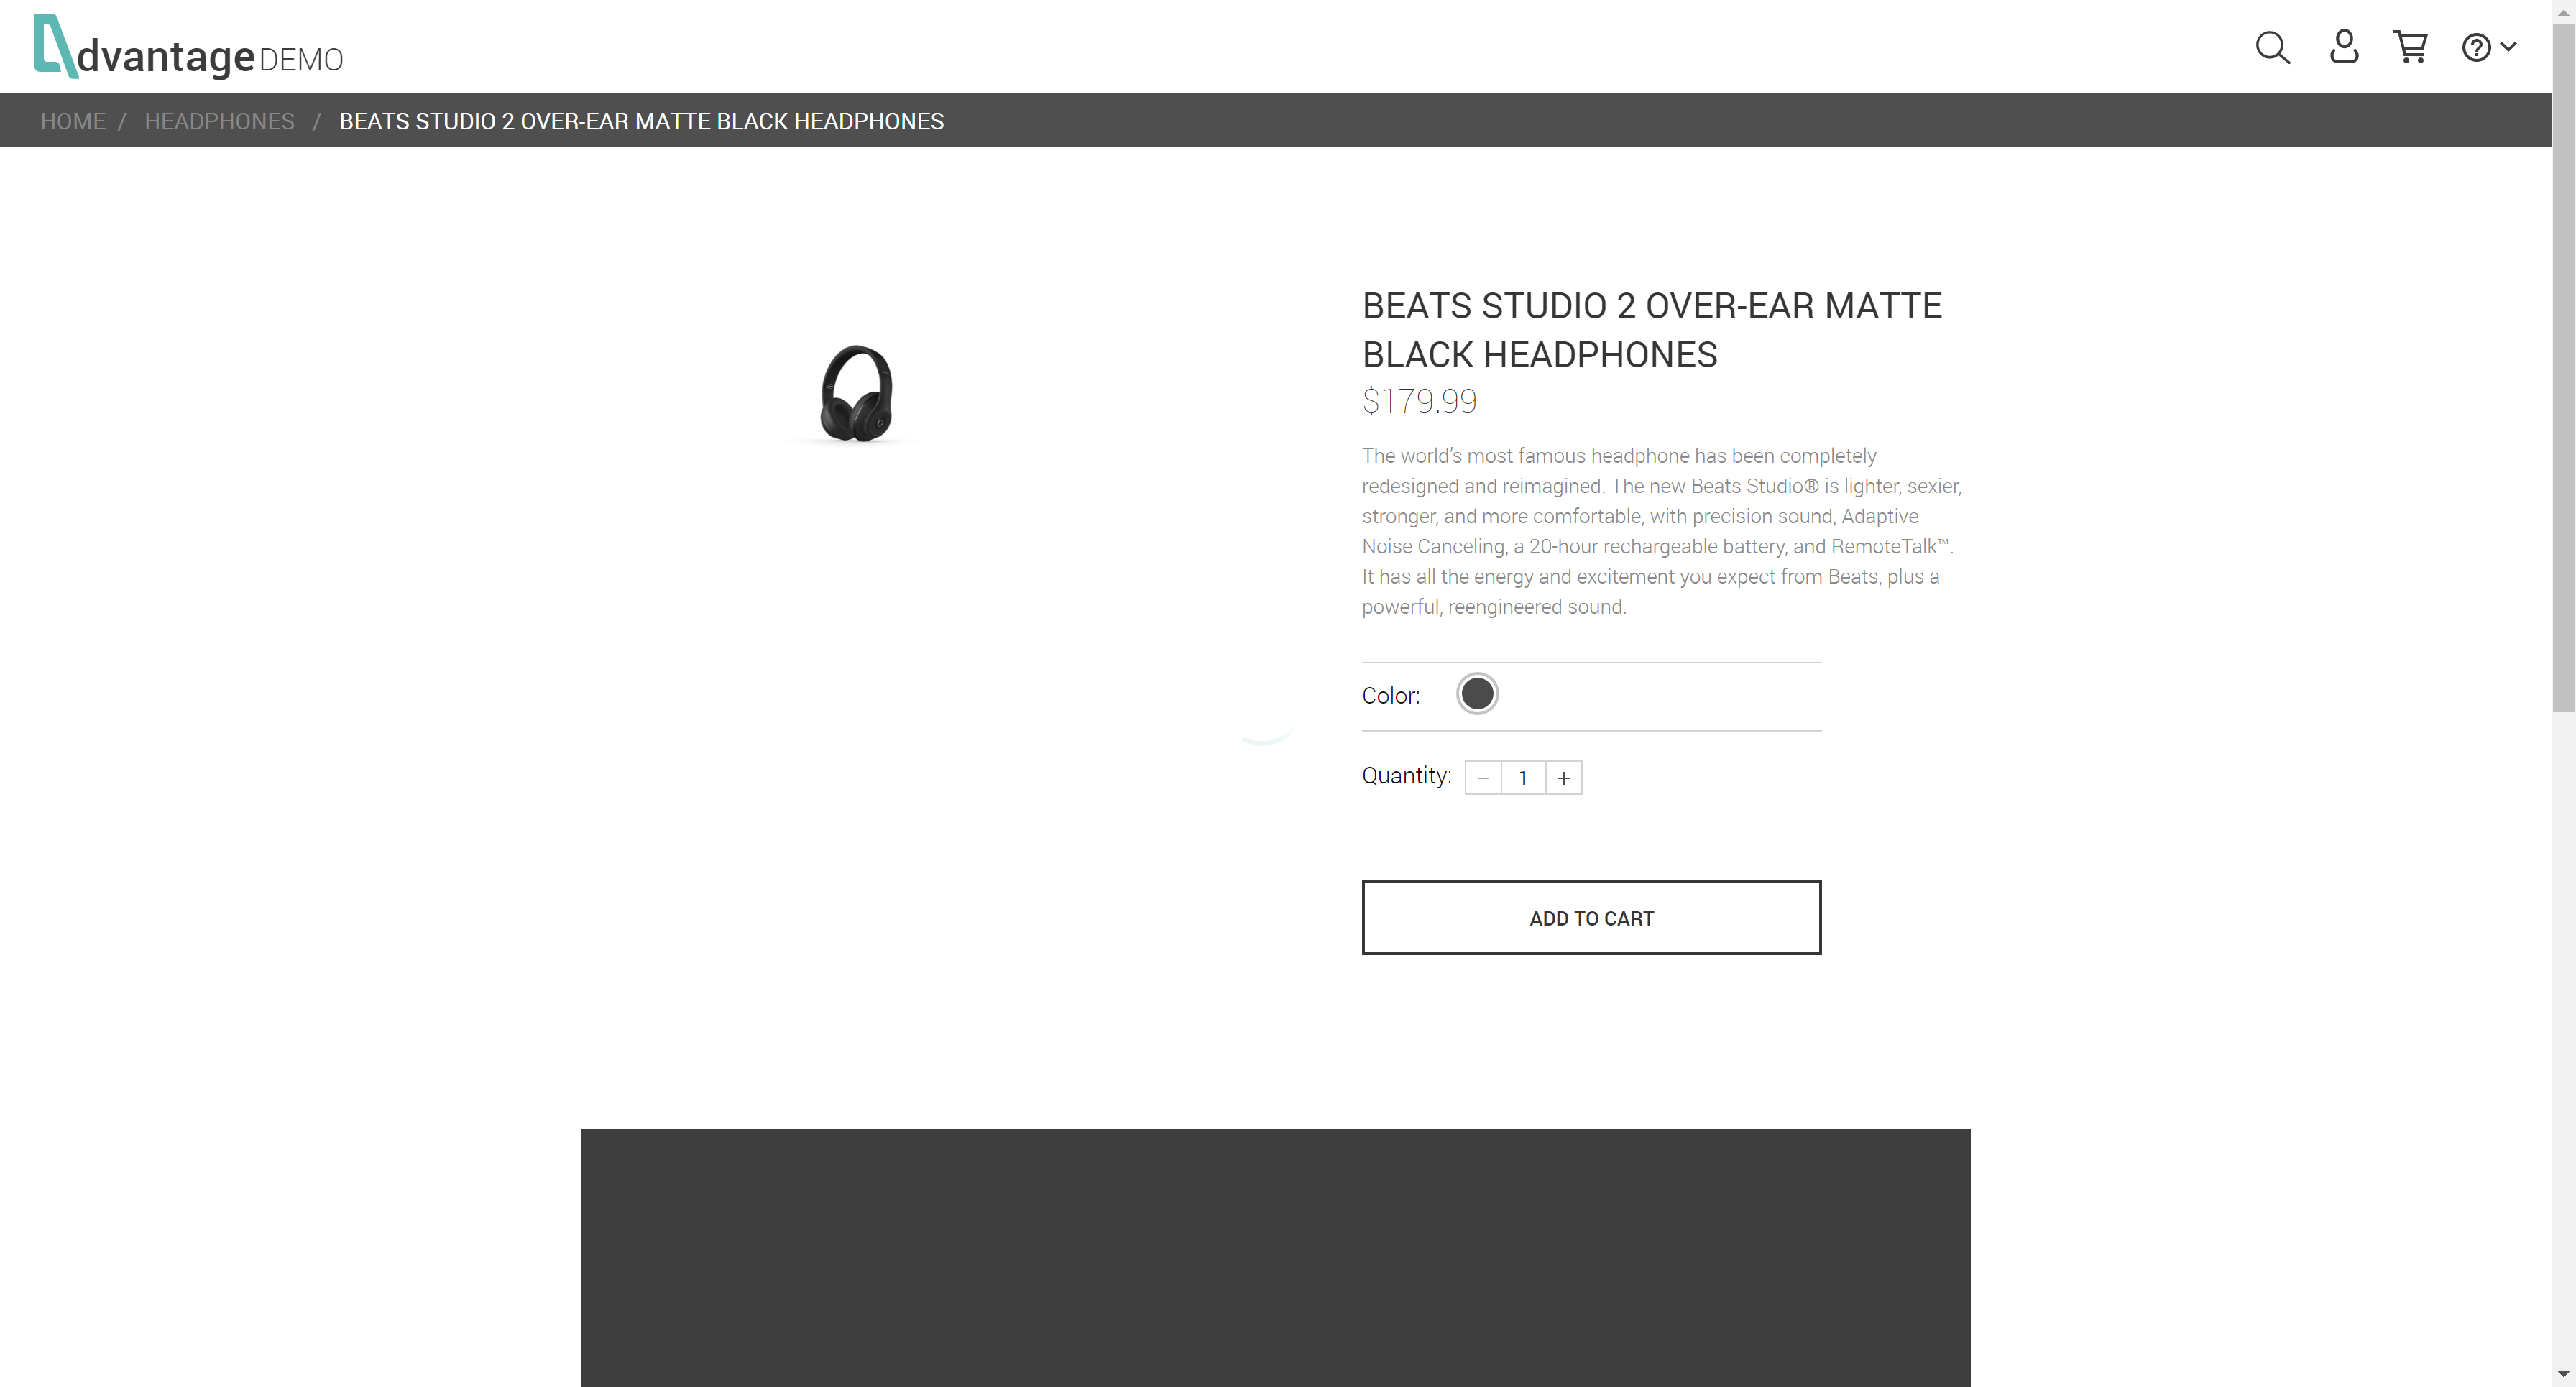 dvantage DEMO
HOME / HEADPHONES / BEATS STUDIO 2 OVER-EAR MATTE BLACK HEADPHONES
BEATS STUDIO 2 OVER-EAR MATTE
BLACK HEADPHONES
$179.99
The world’s most famous headphone has been completely
redesigned and reimagined. The new Beats Studio® is lighter, sexier,
stronger, and more comfortable, with precision sound, Adaptive
Noise Canceling, a 20-hour rechargeable battery, and RemoteTalk™.
It has all the energy and excitement you expect from Beats, plus a
powerful, reengineered sound.
Color:
Quantity: − 1 +
ADD TO CART